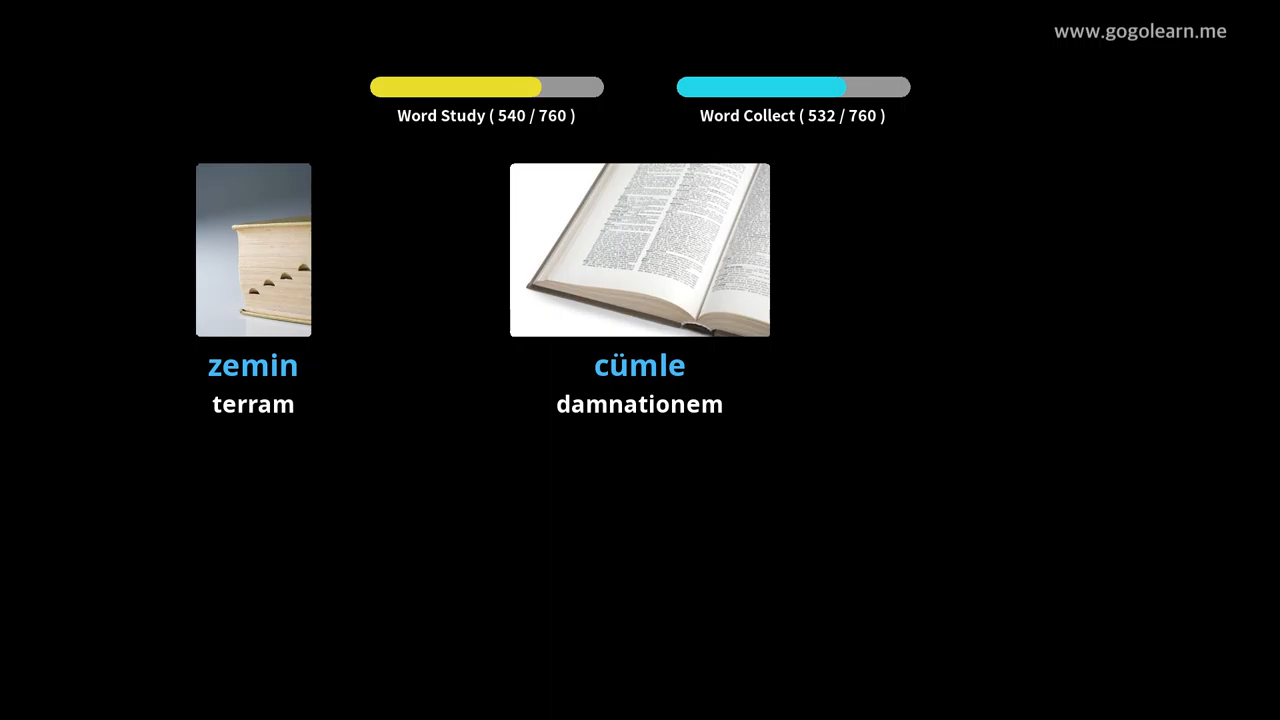 www.gogolearn.me
Word Study ( 540 / 760 )
Word Collect ( 532 / 760 )
zemin
terram
cümle
damnationem